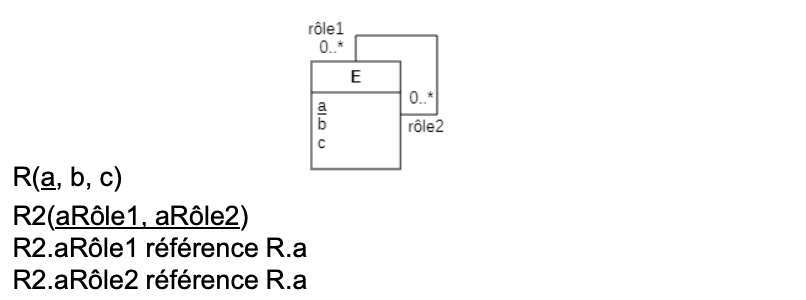 rôle1
0..*
E
0..*
a
b
rôle2
c
R(a, b, c)
R2(aRôle1, aRôle2)
R2.aRôle1 référence R.a
R2.aRôle2 référence R.a